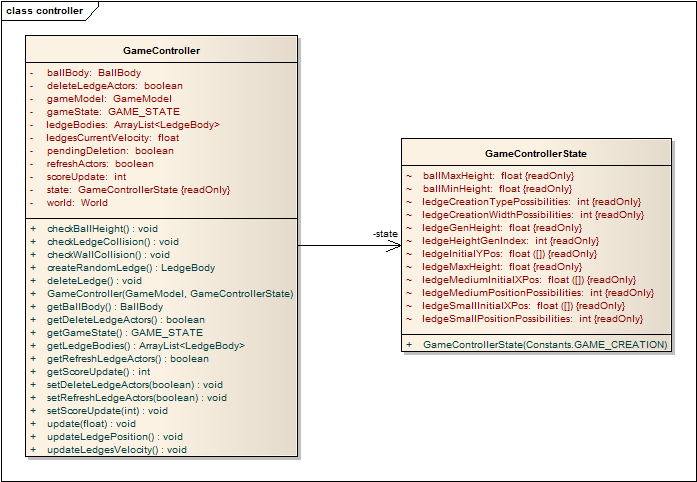 class controller
GameController
- ballBody: BallBody
- deleteLedgeActors: boolean
- gameModel: GameModel
- gameState: GAME_STATE
- ledgeBodies: ArrayList<LedgeBody>
- ledgesCurrentVelocity: float
- pendingDeletion: boolean
- refreshActors: boolean
- scoreUpdate: int
- state: GameControllerState {readOnly}
- world: World
+ checkBallHeight() : void
+ checkLedgeCollision() : void
+ checkWallCollision() : void
+ createRandomLedge() : LedgeBody
+ deleteLedge() : void
+ GameController(GameModel, GameControllerState)
+ getBallBody() : BallBody
+ getDeleteLedgeActors() : boolean
+ getGameState() : GAME_STATE
+ getLedgeBodies() : ArrayList<LedgeBody>
+ getRefreshLedgeActors() : boolean
+ getScoreUpdate() : int
+ setDeleteLedgeActors(boolean) : void
+ setRefreshLedgeActors(boolean) : void
+ setScoreUpdate(int) : void
+ update(float) : void
+ updateLedgePosition() : void
+ updateLedgesVelocity() : void
-state
GameControllerState
~ ballMaxHeight: float {readOnly}
~ ballMinHeight: float {readOnly}
~ ledgeCreationTypePossibilities: int {readOnly}
~ ledgeCreationWidthPossibilities: int {readOnly}
~ ledgeGenHeight: float {readOnly}
~ ledgeHeightGenIndex: int {readOnly}
~ ledgeInitialYPos: float ([]) {readOnly}
~ ledgeMaxHeight: float {readOnly}
~ ledgeMediumInitialXPos: float ([]) {readOnly}
~ ledgeMediumPositionPossibilities: int {readOnly}
~ ledgeSmallInitialXPos: float ([]) {readOnly}
~ ledgeSmallPositionPossibilities: int {readOnly}
+ GameControllerState(Constants.GAME_CREATION)